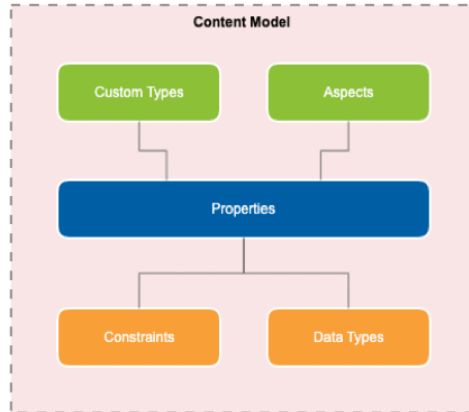 Content Model
Custom Types
Aspects
Properties
Constraints
Data Types